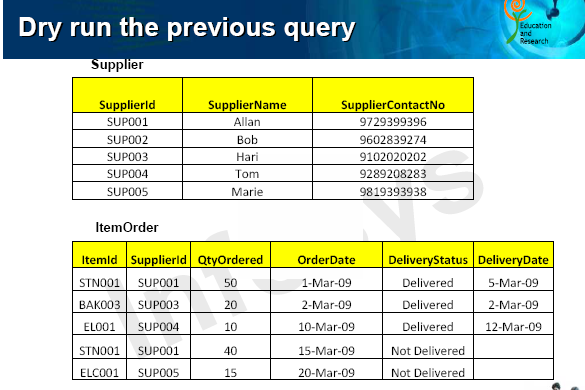 Dry run the previous query
Education
and
Research
Supplier
SupplierId SupplierName SupplierContactNo
SUP001 Allan 9729399396
SUP002 Bob 9602839274
SUP003 Hari 9102020202
SUP004 Tom 9289208283
SUP005 Marie 9819393938
ItemOrder
ItemId SupplierId QtyOrdered OrderDate DeliveryStatus DeliveryDate
STN001 SUP001 50 1-Mar-09 Delivered 5-Mar-09
BAK003 SUP003 20 2-Mar-09 Delivered 2-Mar-09
EL001 SUP004 10 10-Mar-09 Delivered 12-Mar-09
STN001 SUP001 40 15-Mar-09 Not Delivered
ELC001 SUP005 15 20-Mar-09 Not Delivered